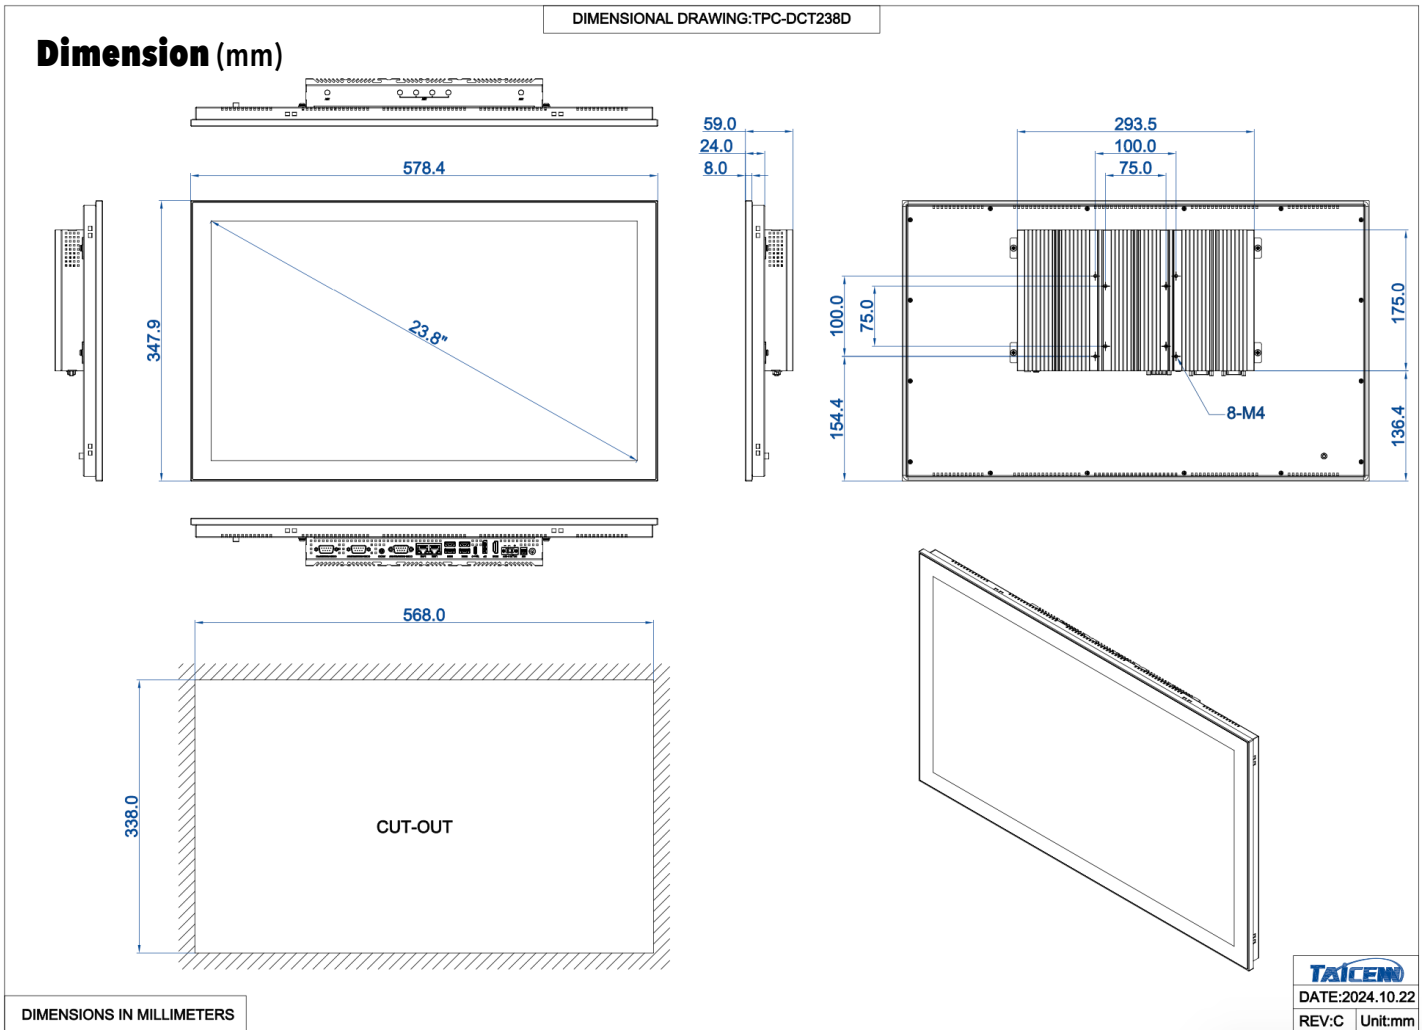 DIMENSIONAL DRAWING:TPC-DCT238D
Dimension (mm)
578.4
347.9
23.8"
59.0
24.0
8.0
293.5
100.0
75.0
100.0
75.0
154.4
175.0
136.4
8-M4
568.0
338.0
CUT-OUT
DIMENSIONS IN MILLIMETERS
TAICENN
DATE:2024.10.22
REV:C Unit:mm